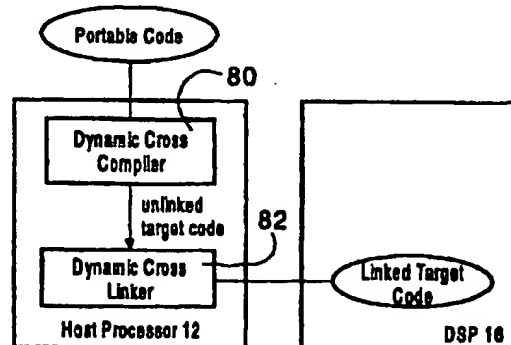 Portable Code
80
Dynamic Cross
Compiler
unlinked
target code
82
Dynamic Cross
Linker
Linked Target
Code
Host Processor 12
DSP 16